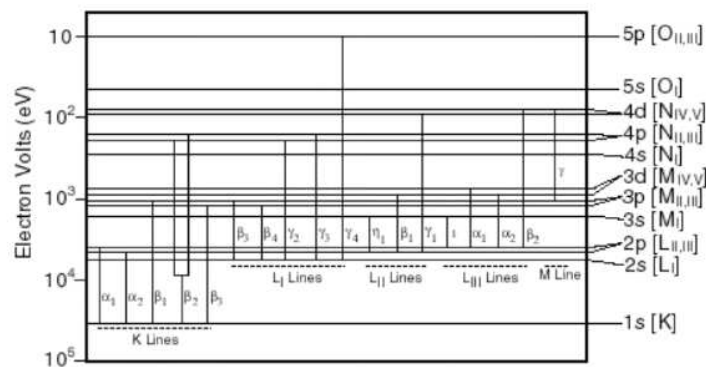 Electron Volts (eV)
10
10²
10³
10⁴
10⁵
5p [O_II,III]
5s [O_I]
4d [N_IV,V]
4p [N_II,III]
4s [N_I]
3d [M_IV,V]
3p [M_II,III]
3s [M_I]
2p [L_II,III]
2s [L_I]
1s [K]
γ
β₃ β₄ γ₂ γ₃ γ₄ η₁ β₁ γ₁ ι α₁ α₂ β₂
L_I Lines L_II Lines L_III Lines M Line
α₁ α₂ β₁ β₂ β₃
K Lines